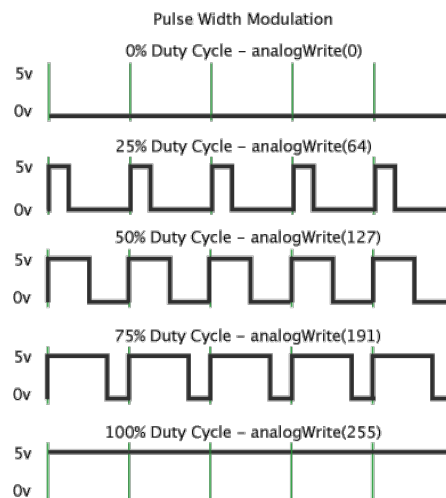 Pulse Width Modulation
0% Duty Cycle – analogWrite(0)
5v
0v
25% Duty Cycle – analogWrite(64)
5v
0v
50% Duty Cycle – analogWrite(127)
5v
0v
75% Duty Cycle – analogWrite(191)
5v
0v
100% Duty Cycle – analogWrite(255)
5v
0v